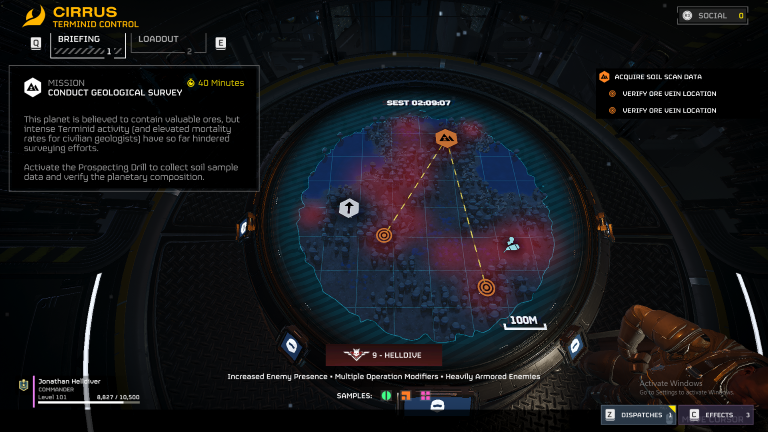 CIRRUS
TERMINID CONTROL
SOCIAL 0
Q BRIEFING 1 LOADOUT 2 E
MISSION 40 Minutes
CONDUCT GEOLOGICAL SURVEY
This planet is believed to contain valuable ores, but
intense Terminid activity (and elevated mortality
rates for civilian geologists) have so far hindered
surveying efforts.
Activate the Prospecting Drill to collect soil sample
data and verify the planetary composition.
ACQUIRE SOIL SCAN DATA
VERIFY ORE VEIN LOCATION
VERIFY ORE VEIN LOCATION
SEST 02:09:07
100M
9 - HELLDIVE
Increased Enemy Presence • Multiple Operation Modifiers • Heavily Armored Enemies
SAMPLES:
Jonathan Helldiver
COMMANDER
Level 101 8,827 / 10,500
Activate Windows
Go to Settings to activate Windows.
Z DISPATCHES 1 C EFFECTS 3
CURSOR